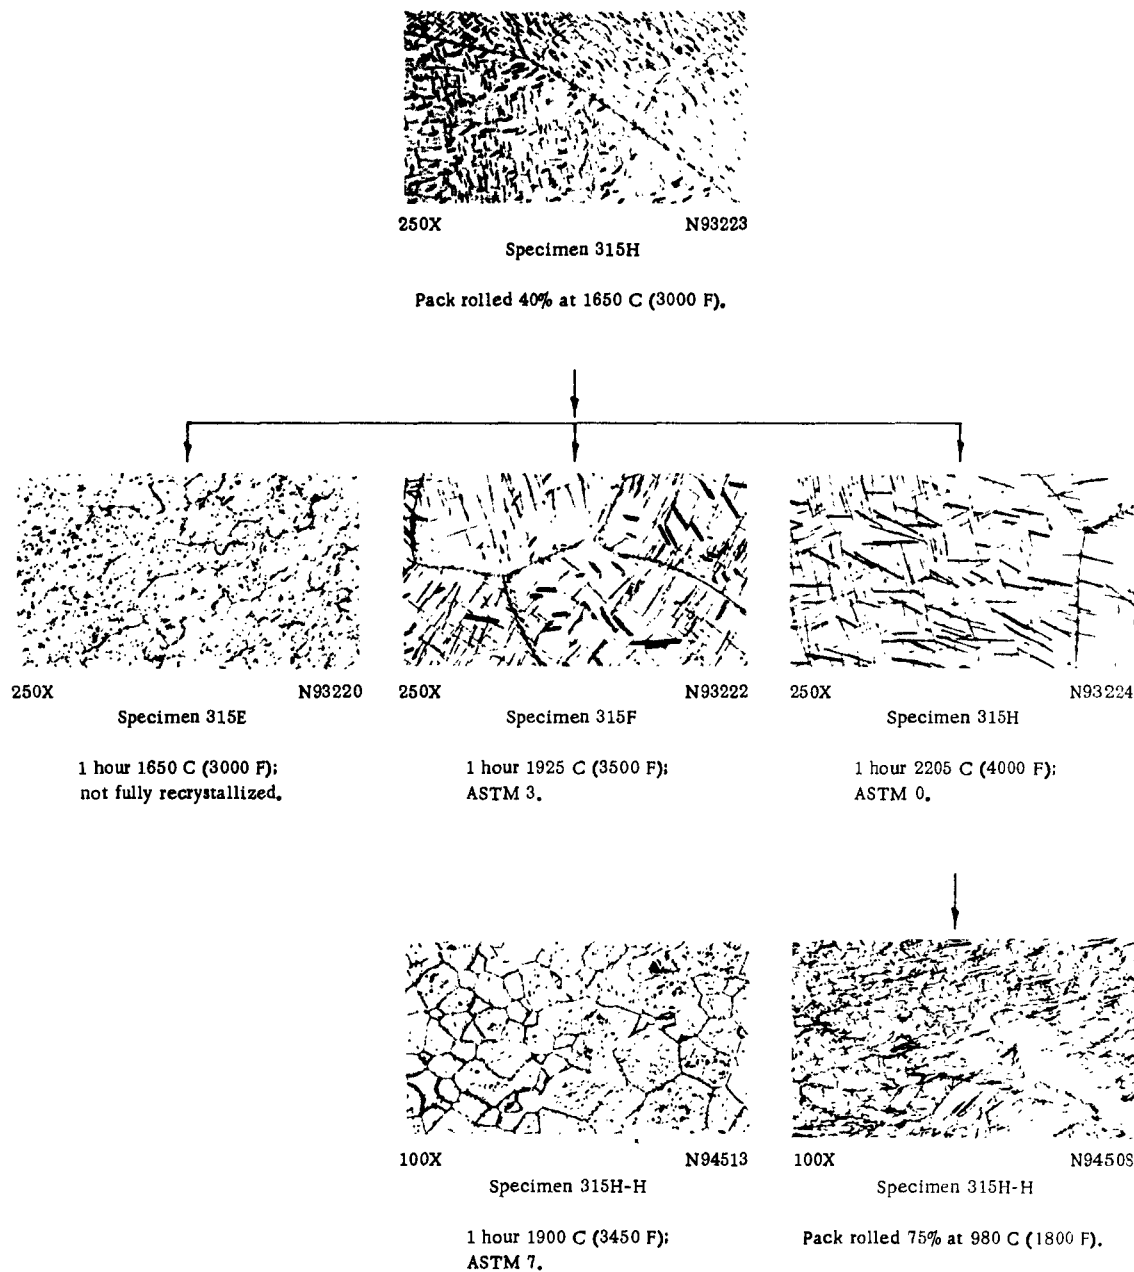 250X N93223
Specimen 315H
Pack rolled 40% at 1650 C (3000 F).
250X N93220
Specimen 315E
1 hour 1650 C (3000 F);
not fully recrystallized.
250X N93222
Specimen 315F
1 hour 1925 C (3500 F);
ASTM 3.
250X N93224
Specimen 315H
1 hour 2205 C (4000 F);
ASTM 0.
100X N94513
Specimen 315H-H
1 hour 1900 C (3450 F);
ASTM 7.
100X
Specimen 315H-H
Pack rolled 75% at 980 C (1800 F).